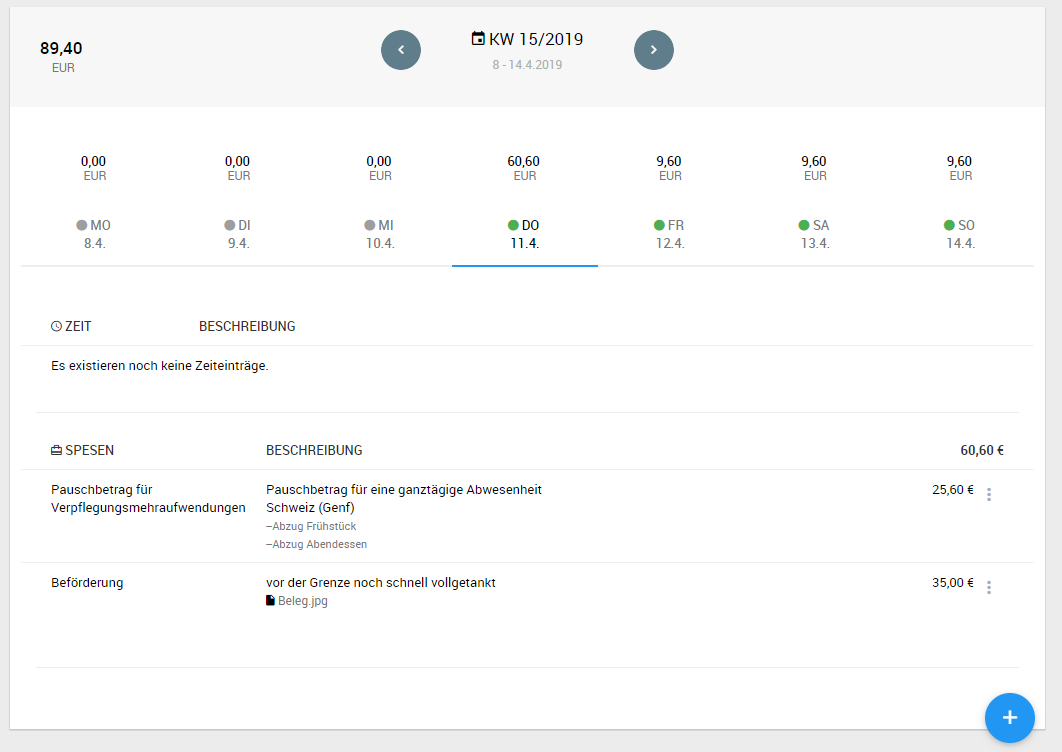 89,40
EUR
KW 15/2019
8 - 14.4.2019
0,00 0,00 0,00 60,60 9,60 9,60 9,60
EUR EUR EUR EUR EUR EUR EUR
MO DI MI DO FR SA SO
8.4. 9.4. 10.4. 11.4. 12.4. 13.4. 14.4.
ZEIT BESCHREIBUNG
Es existieren noch keine Zeiteinträge.
SPESEN BESCHREIBUNG 60,60 €
Pauschbetrag für Pauschbetrag für eine ganztägige Abwesenheit 25,60 €
Verpflegungsmehraufwendungen Schweiz (Genf)
–Abzug Frühstück
–Abzug Abendessen
Beförderung vor der Grenze noch schnell vollgetankt 35,00 €
Beleg.jpg